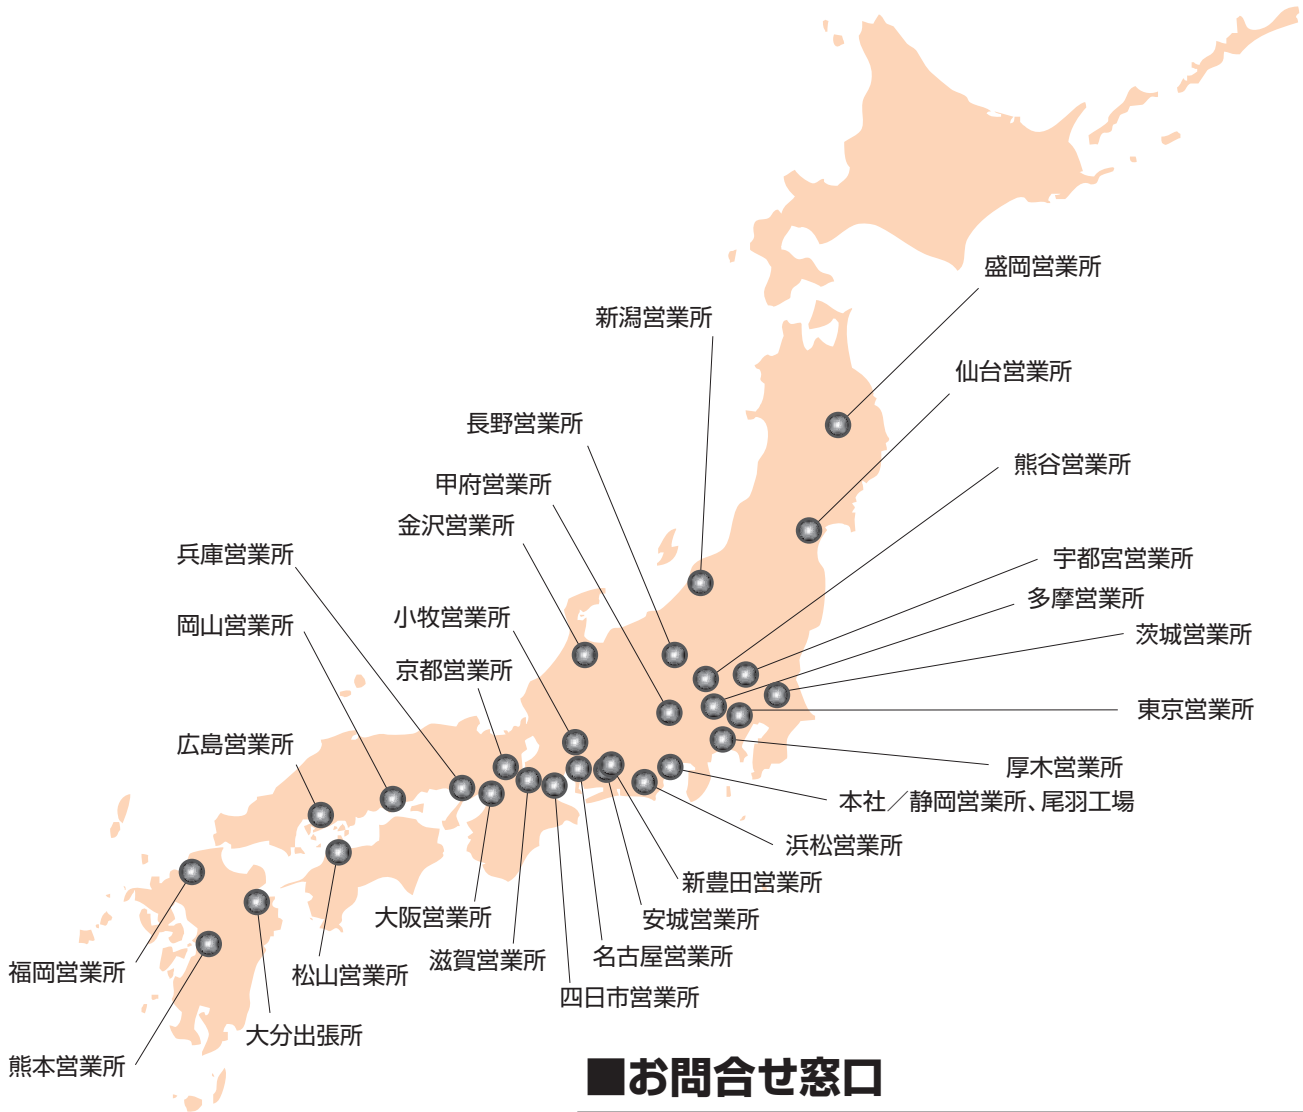 盛岡営業所
新潟営業所
仙台営業所
長野営業所
熊谷営業所
甲府営業所
金沢営業所
兵庫営業所
宇都宮営業所
多摩営業所
小牧営業所
岡山営業所
茨城営業所
京都営業所
東京営業所
広島営業所
厚木営業所
本社／静岡営業所、尾羽工場
浜松営業所
新豊田営業所
大阪営業所
安城営業所
名古屋営業所
滋賀営業所
福岡営業所
松山営業所
四日市営業所
大分出張所
熊本営業所
■お問合せ窓口